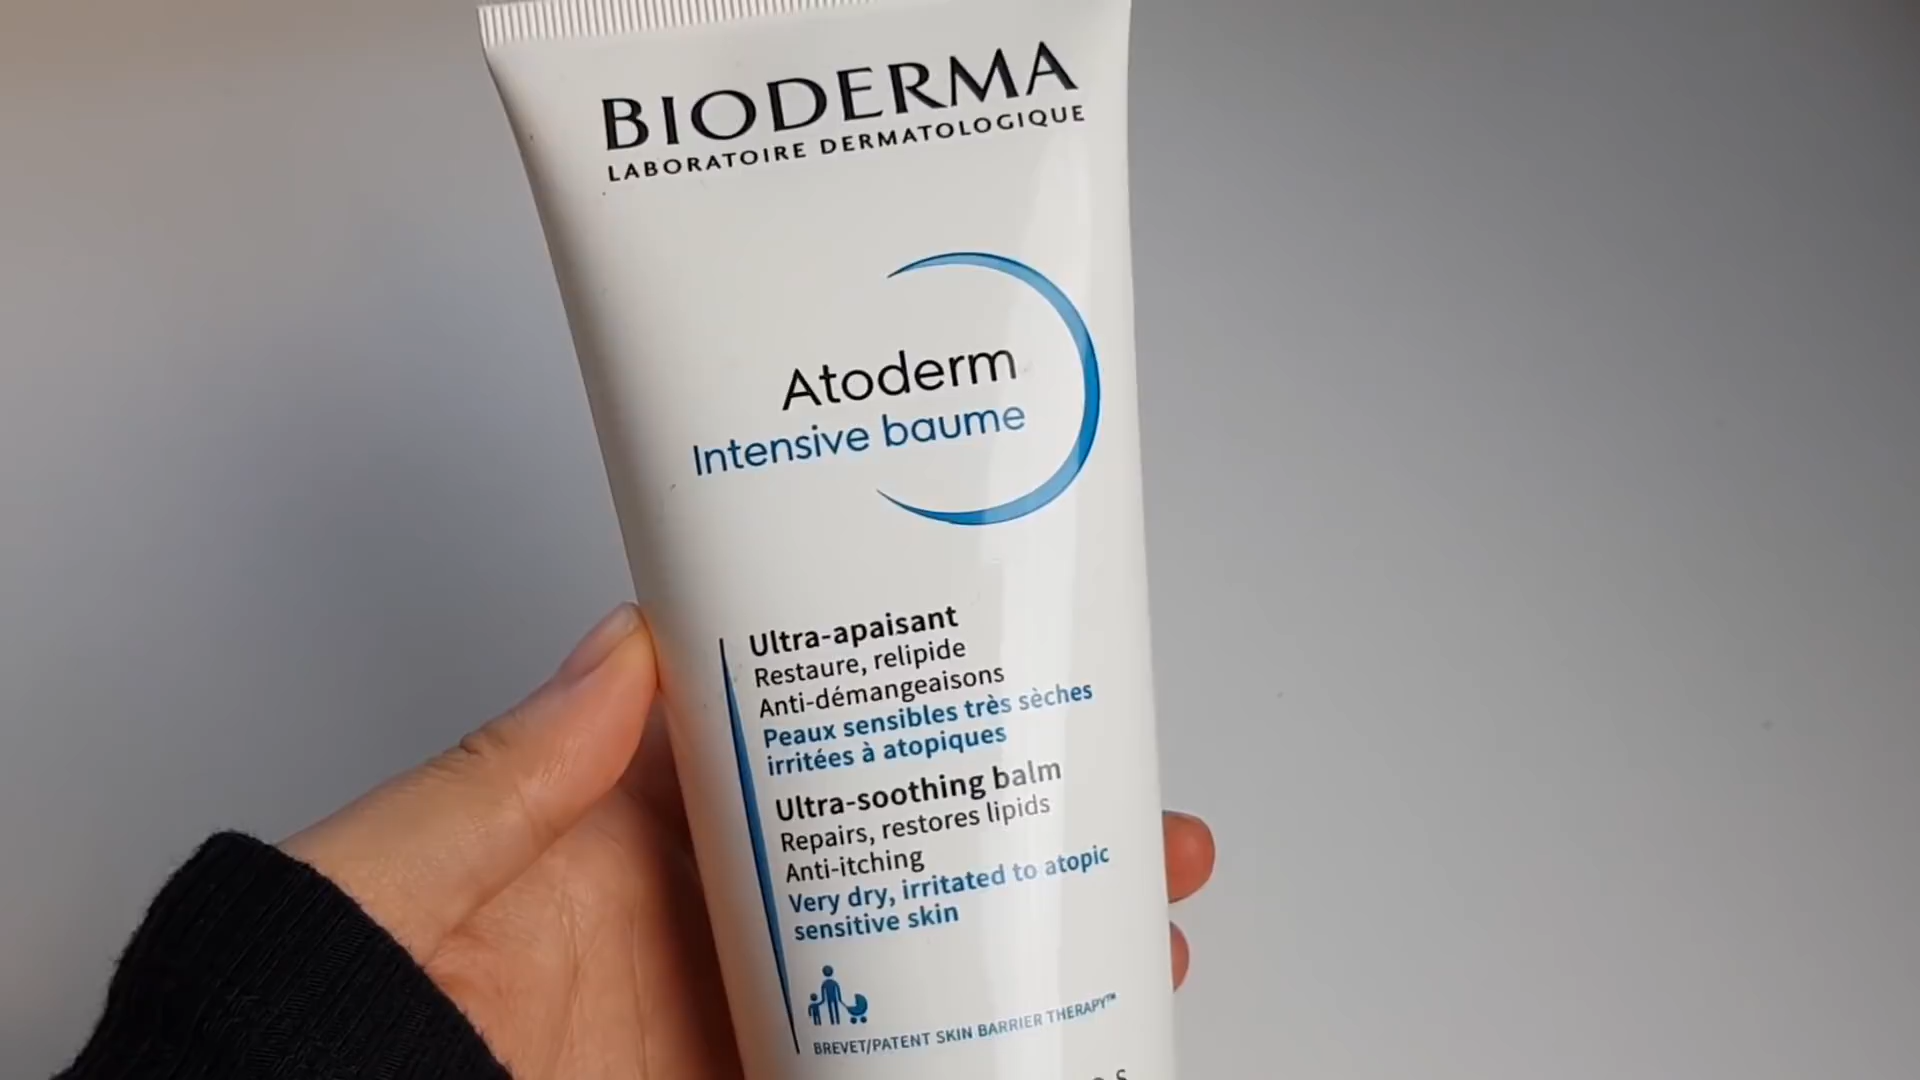 BIODERMA
LABORATOIRE DERMATOLOGIQUE
Atoderm
Intensive baume
Ultra-apaisant
Restaure, relipide
Anti-démangeaisons
Peaux sensibles très sèches
irritées à atopiques
Ultra-soothing balm
Repairs, restores lipids
Anti-itching
Very dry, irritated to atopic
sensitive skin
BREVET/PATENT SKIN BARRIER THERAPY™